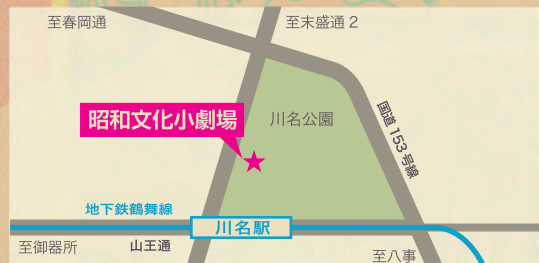 至春岡通
至末盛通2
昭和文化小劇場
川名公園
国道153号線
地下鉄鶴舞線
川名駅
至御器所
山王通
至八事